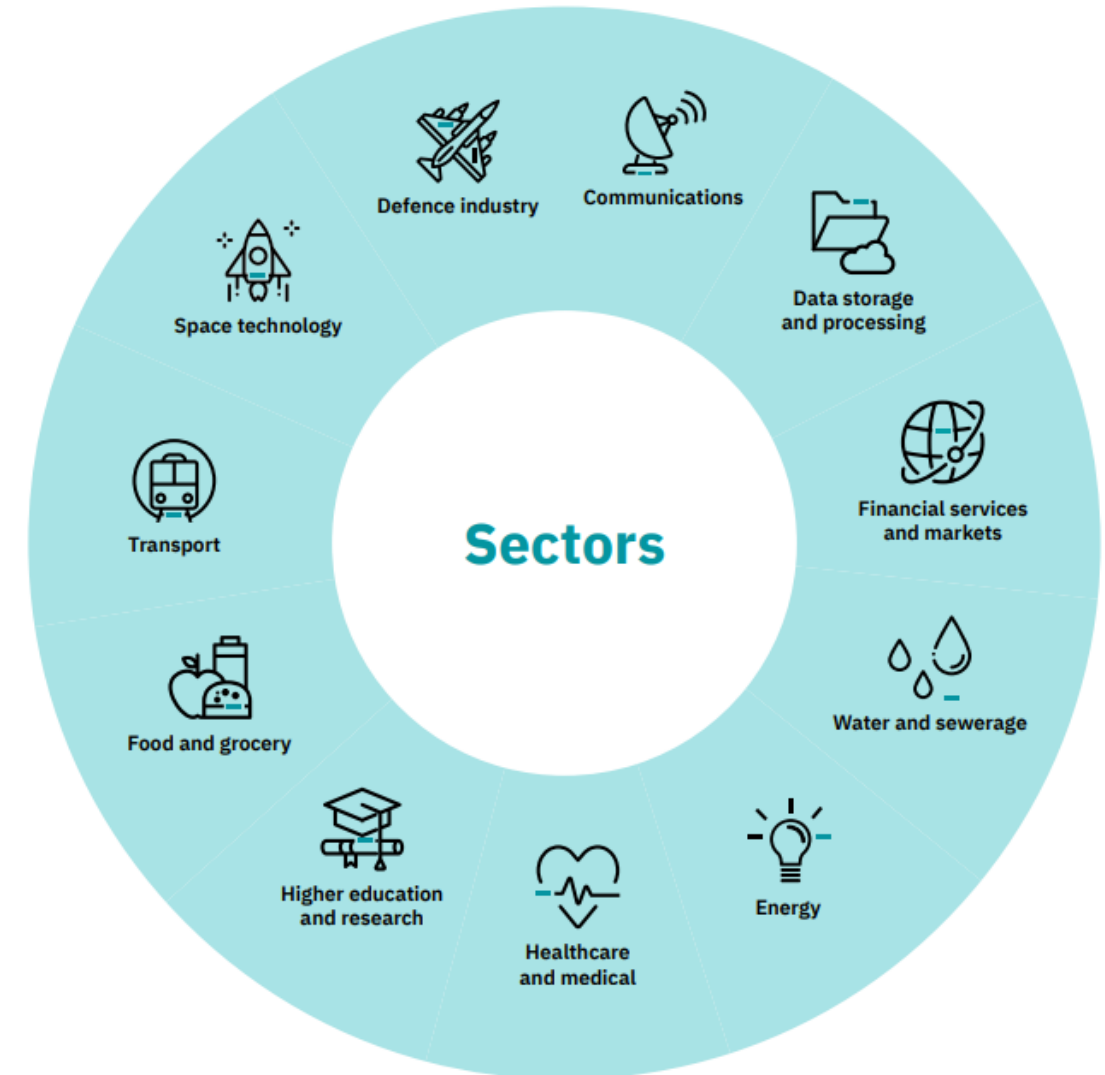 Defence industry
Communications
Data storage
and processing
Financial services
and markets
Water and sewerage
Energy
Healthcare
and medical
Higher education
and research
Food and grocery
Transport
Space technology
Sectors